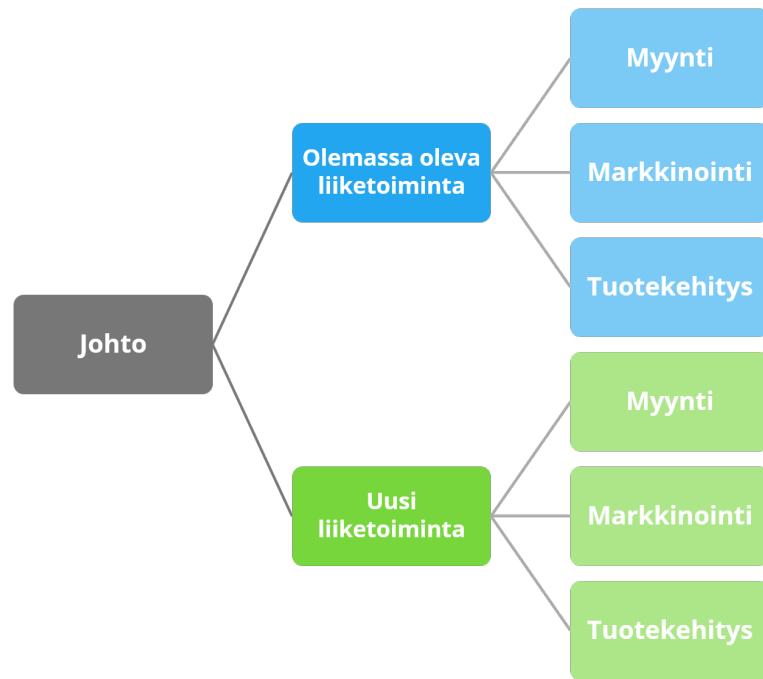 Johto
Olemassa oleva
liiketoiminta
Myynti
Markkinointi
Tuotekehitys
Uusi
liiketoiminta
Myynti
Markkinointi
Tuotekehitys